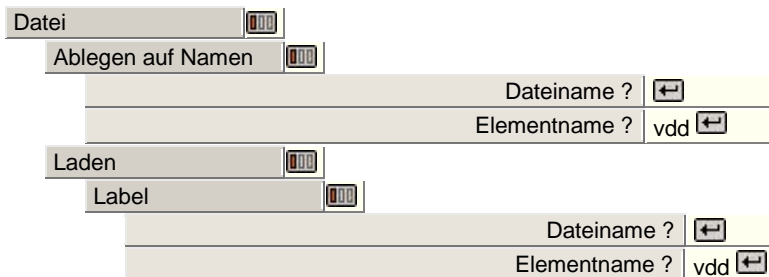 Datei
Ablegen auf Namen
Dateiname ?
Elementname ? vdd
Laden
Label
Dateiname ?
Elementname ? vdd